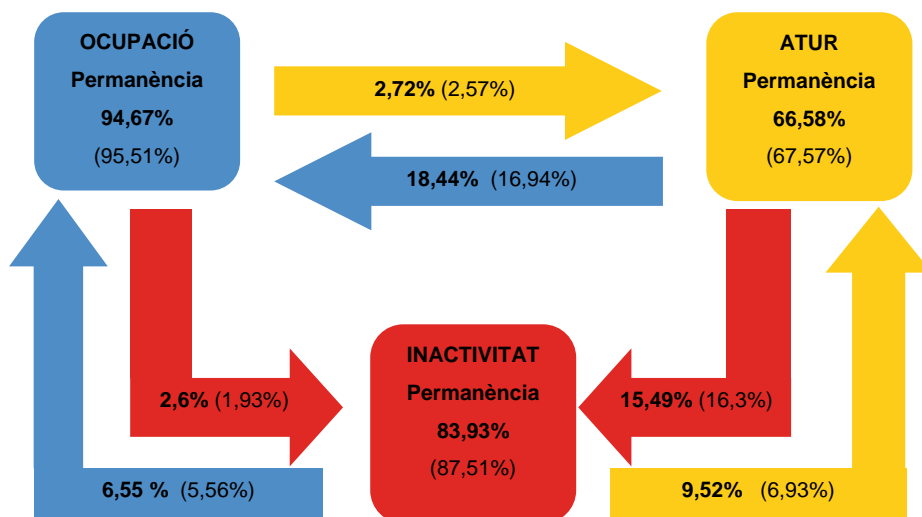 OCUPACIÓ
Permanència
94,67%
(95,51%)
2,72% (2,57%)
18,44% (16,94%)
ATUR
Permanència
66,58%
(67,57%)
INACTIVITAT
Permanència
83,93%
(87,51%)
2,6% (1,93%)
15,49% (16,3%)
6,55 % (5,56%)
9,52% (6,93%)